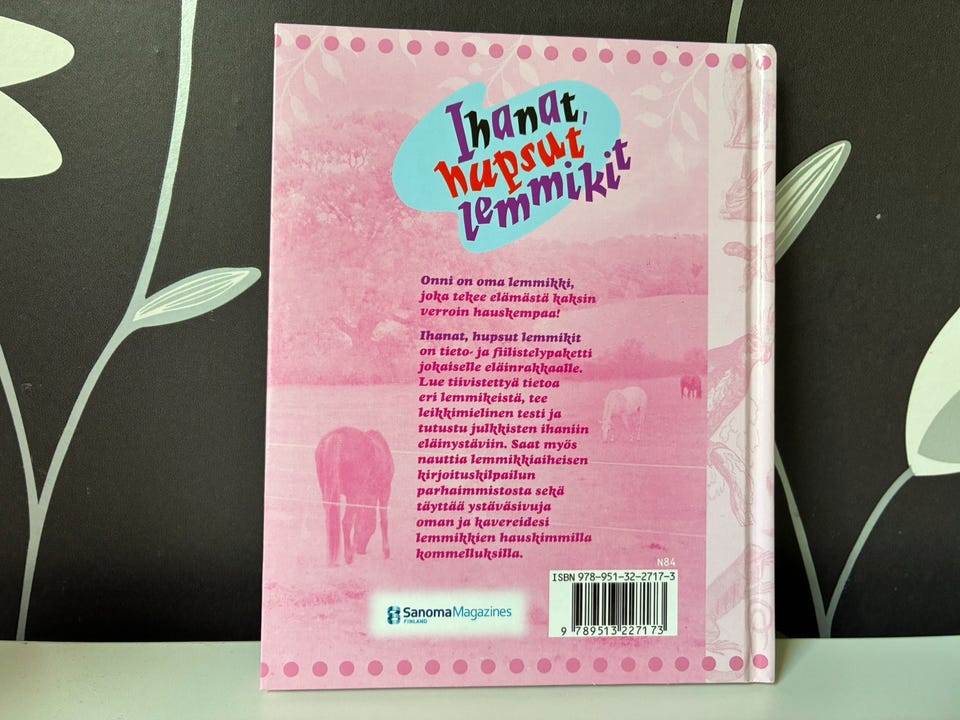 Ihanat,
hupsut
lemmikit
Onni on oma lemmikki,
joka tekee elämästä kaksin
verroin hauskempaa!
Ihanat, hupsut lemmikit
on tieto- ja fiilistelypaketti
jokaiselle eläinrakkaalle.
Lue tiivistettyä tietoa
eri lemmikeistä, tee
leikkimielinen testi ja
tutustu julkkisten ihaniin
eläinystäviin. Saat myös
nauttia lemmikkiaiheisen
kirjoituskilpailun
parhaimmistosta sekä
täyttää ystäväsivuja
oman ja kavereidesi
lemmikkien hauskimmilla
kommelluksilla.
N84
ISBN 978-951-32-2717-3
9 789513 227173
SanomaMagazines
FINLAND